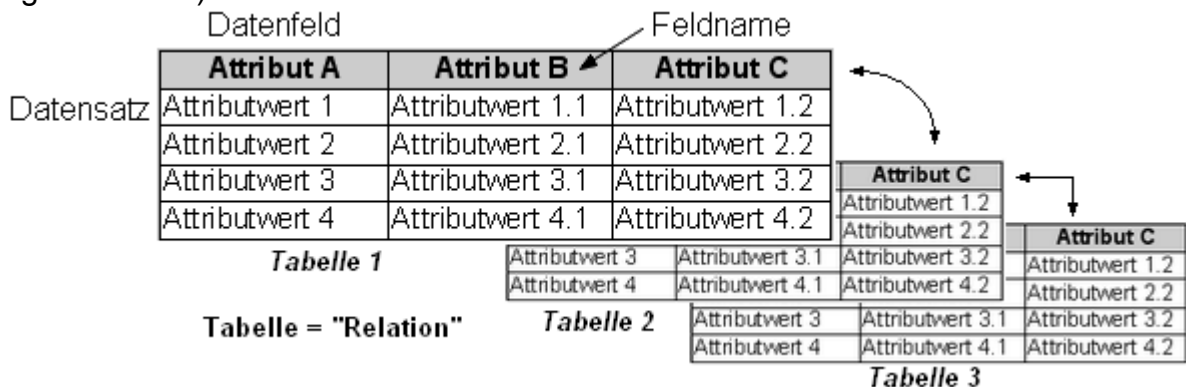 Datenfeld Feldname
Attribut A Attribut B Attribut C
Datensatz Attributwert 1 Attributwert 1.1 Attributwert 1.2
Attributwert 2 Attributwert 2.1 Attributwert 2.2
Attributwert 3 Attributwert 3.1 Attributwert 3.2
Attributwert 4 Attributwert 4.1 Attributwert 4.2
Tabelle 1
Attribut C
Attributwert 1.2
Attributwert 2.2
Attributwert 3 Attributwert 3.1 Attributwert 3.2
Attributwert 4 Attributwert 4.1 Attributwert 4.2
Tabelle 2
Attribut C
Attributwert 1.2
Attributwert 2.2
Attributwert 3 Attributwert 3.1 Attributwert 3.2
Attributwert 4 Attributwert 4.1 Attributwert 4.2
Tabelle 3
Tabelle = "Relation"